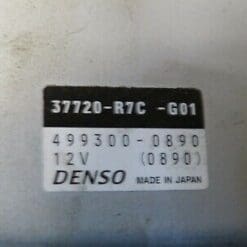 37720-R7C -G01
499300-0890
12V (0890)
DENSO MADE IN JAPAN